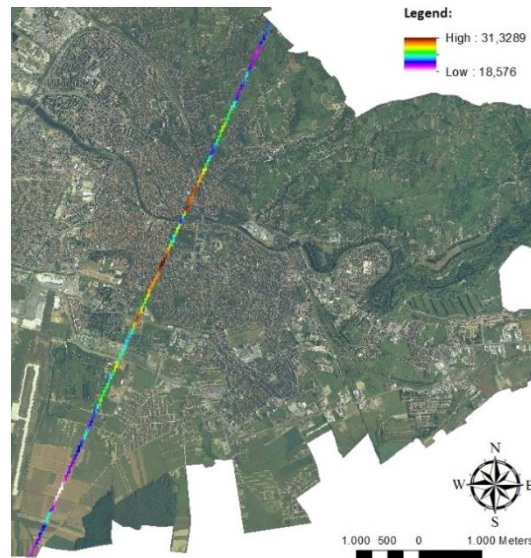 Legend:
High : 31,3289
Low : 18,576
N
W E
S
1.000 500 0 1.000 Meters